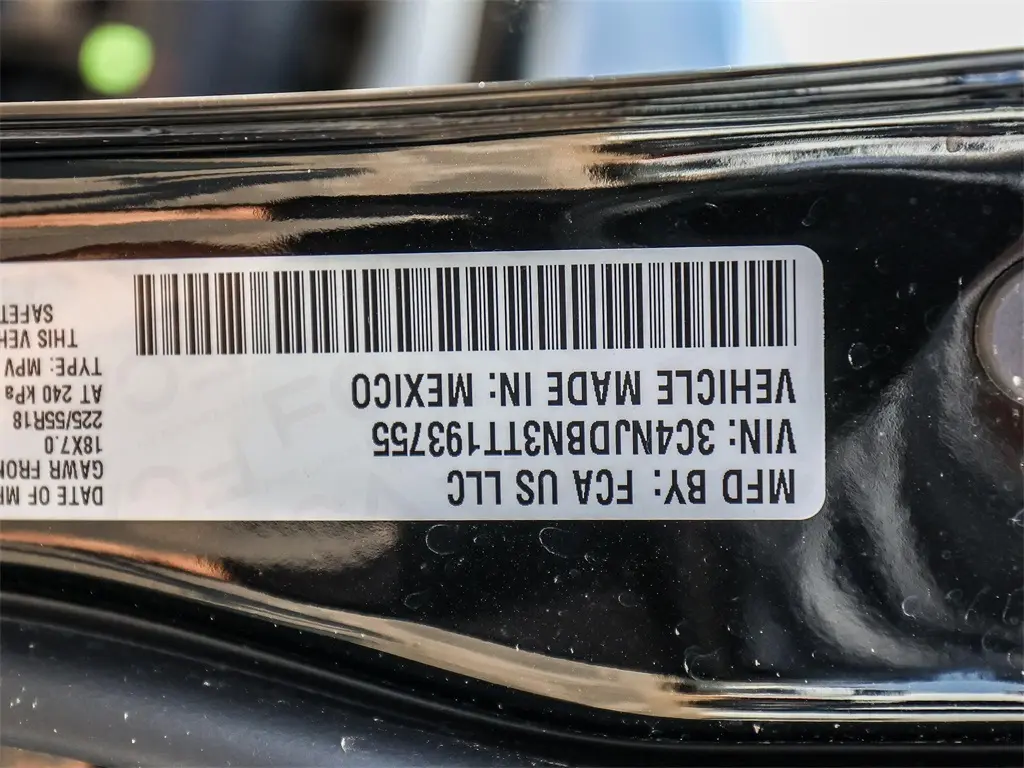 MFD BY: FCA US LLC
VIN: 3C4NJDBN3TT193755
VEHICLE MADE IN: MEXICO
DATE OF
GAWR
18X7.0
225/55R18
AT 240 kPa
TYPE: MPV
THIS